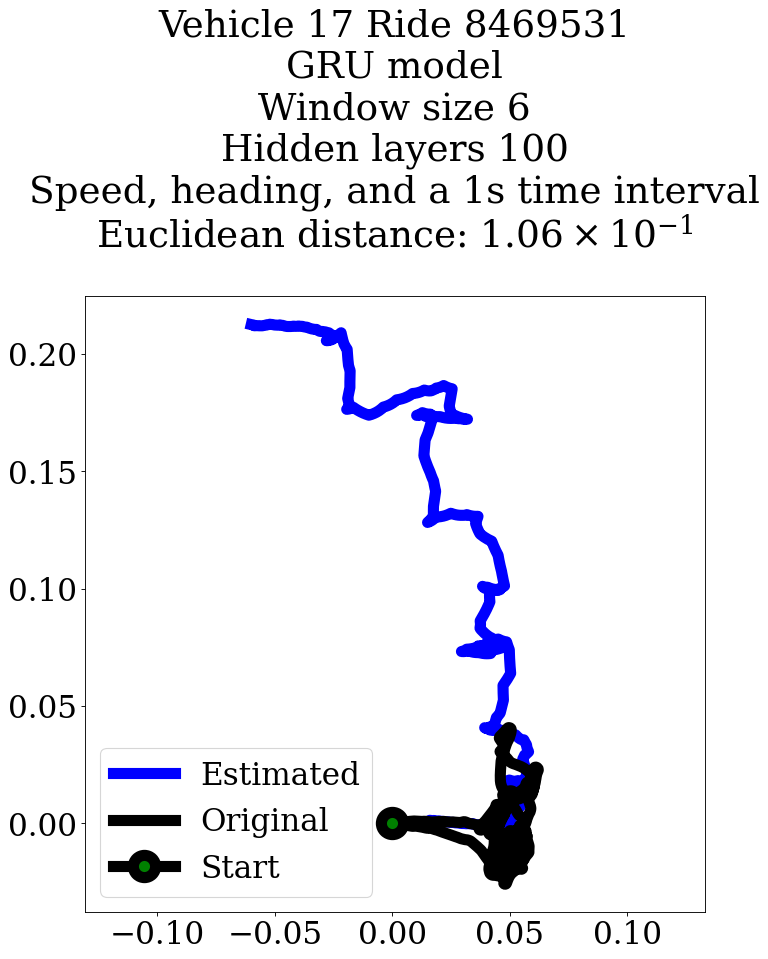 Vehicle 17 Ride 8469531
GRU model
Window size 6
Hidden layers 100
Speed, heading, and a 1s time interval
Euclidean distance: 1.06 × 10⁻¹
0.20
0.15
0.10
0.05
0.00
Estimated
Original
Start
−0.10 −0.05 0.00 0.05 0.10